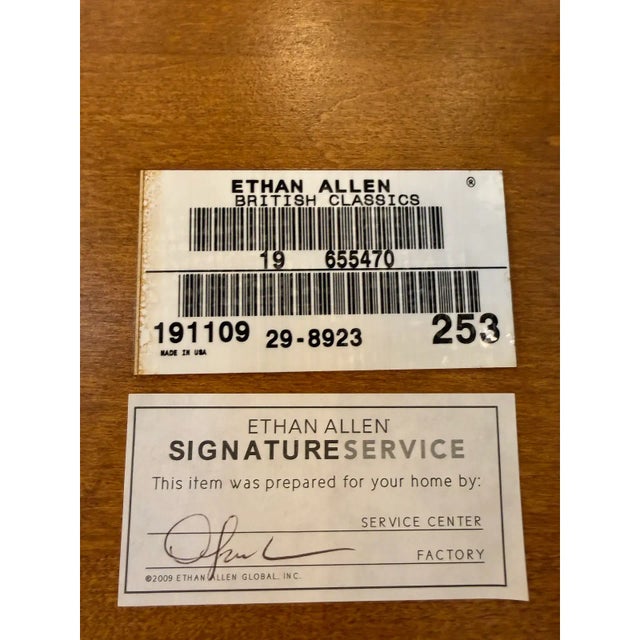 ETHAN ALLEN ®
BRITISH CLASSICS
19 655470
191109 29-8923 253
MADE IN USA
ETHAN ALLEN
SIGNATURESERVICE
This item was prepared for your home by:
SERVICE CENTER
FACTORY
©2009 ETHAN ALLEN GLOBAL, INC.